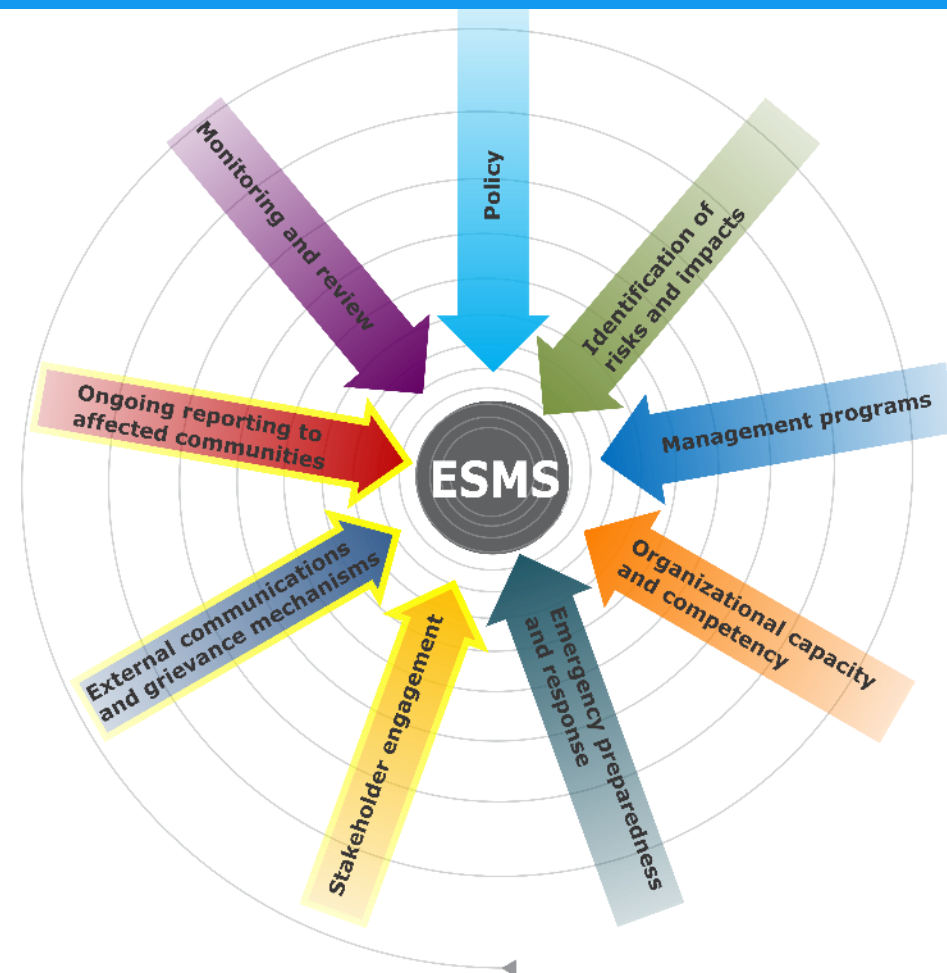 Policy
Identification of
risks and impacts
Management programs
Organizational capacity
and competency
Emergency preparedness
and response
Stakeholder engagement
External communications
and grievance mechanisms
Ongoing reporting to
affected communities
Monitoring and review
ESMS